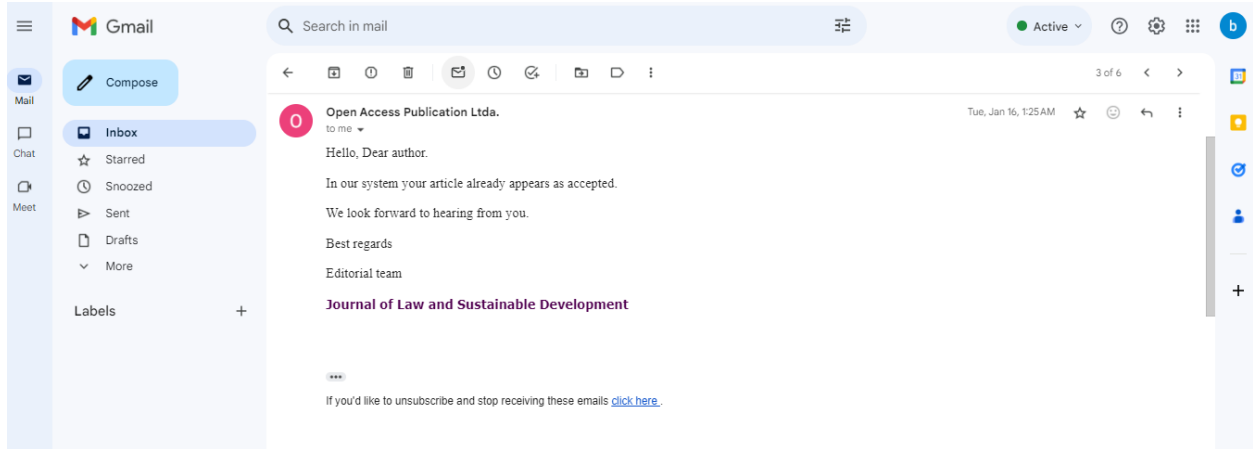 Gmail
Search in mail
Active
b
Compose
3 of 6
31
Mail
Open Access Publication Ltda.
Tue, Jan 16, 1:25 AM
O
to me
Inbox
Chat
Hello, Dear author.
Starred
In our system your article already appears as accepted.
Snoozed
Meet
We look forward to hearing from you.
Sent
Drafts
Best regards
More
Editorial team
Labels
Journal of Law and Sustainable Development
If you'd like to unsubscribe and stop receiving these emails click here .